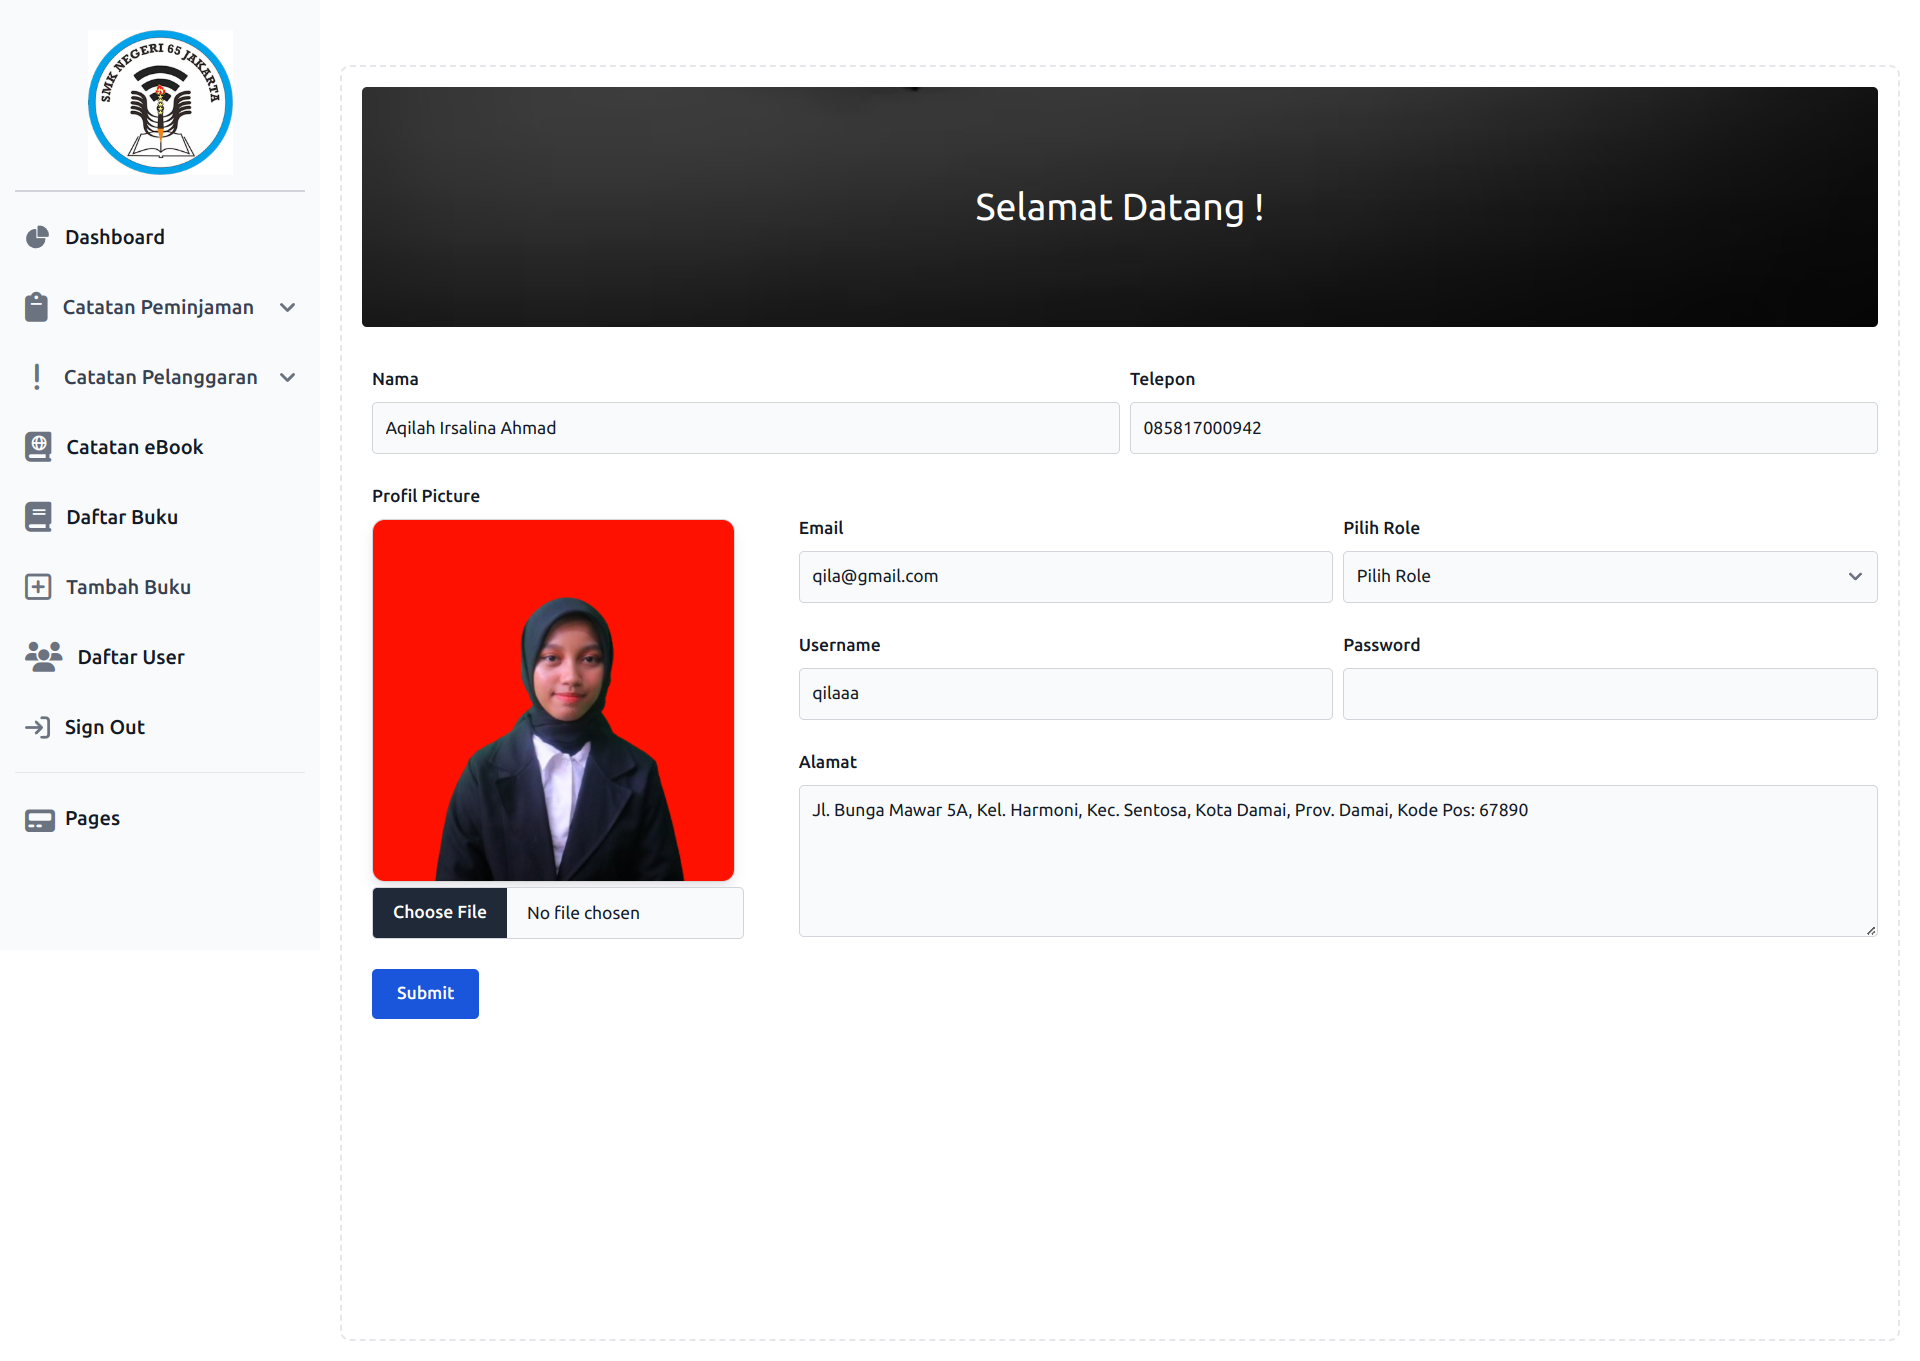 SMK NEGERI 65 JAKARTA
Dashboard
Catatan Peminjaman
Catatan Pelanggaran
Catatan eBook
Daftar Buku
Tambah Buku
Daftar User
Sign Out
Pages
Selamat Datang !
Nama
Telepon
Aqilah Irsalina Ahmad
085817000942
Profil Picture
Choose File
No file chosen
Email
Pilih Role
qila@gmail.com
Pilih Role
Username
Password
qilaaa
Alamat
Jl. Bunga Mawar 5A, Kel. Harmoni, Kec. Sentosa, Kota Damai, Prov. Damai, Kode Pos: 67890
Submit